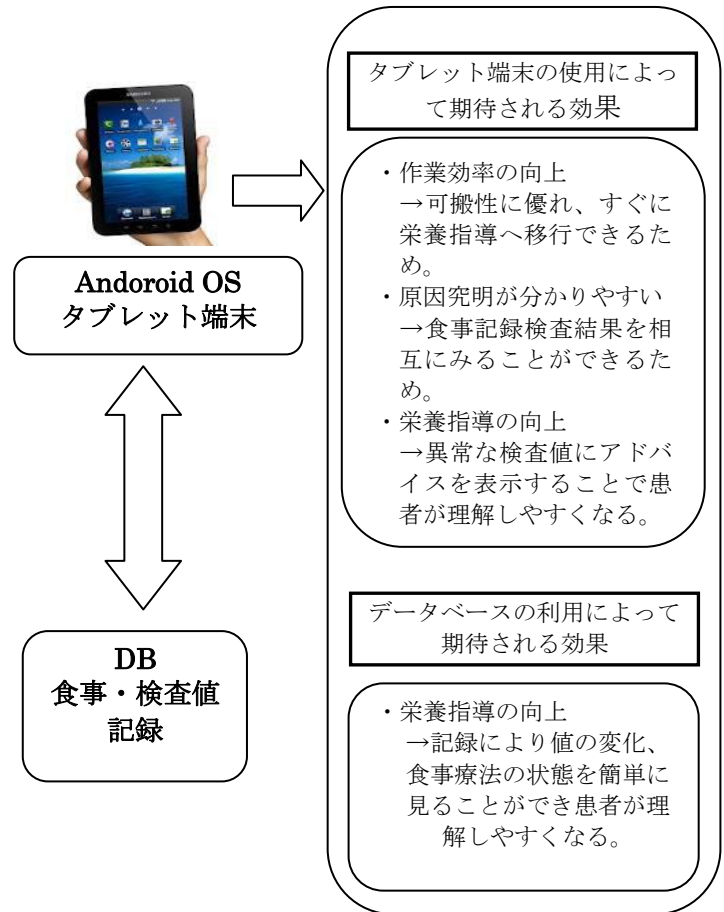 SAMSUNG
Andoroid OS
タブレット端末
DB
食事・検査値
記録
タブレット端末の使用によっ
て期待される効果
・作業効率の向上
→可搬性に優れ、すぐに
栄養指導へ移行できるた
め。
・原因究明が分かりやすい
→食事記録検査結果を相
互にみることができるた
め。
・栄養指導の向上
→異常な検査値にアドバ
イスを表示することで患
者が理解しやすくなる。
データベースの利用によって
期待される効果
・栄養指導の向上
→記録により値の変化、
食事療法の状態を簡単に
見ることができ患者が理
解しやすくなる。